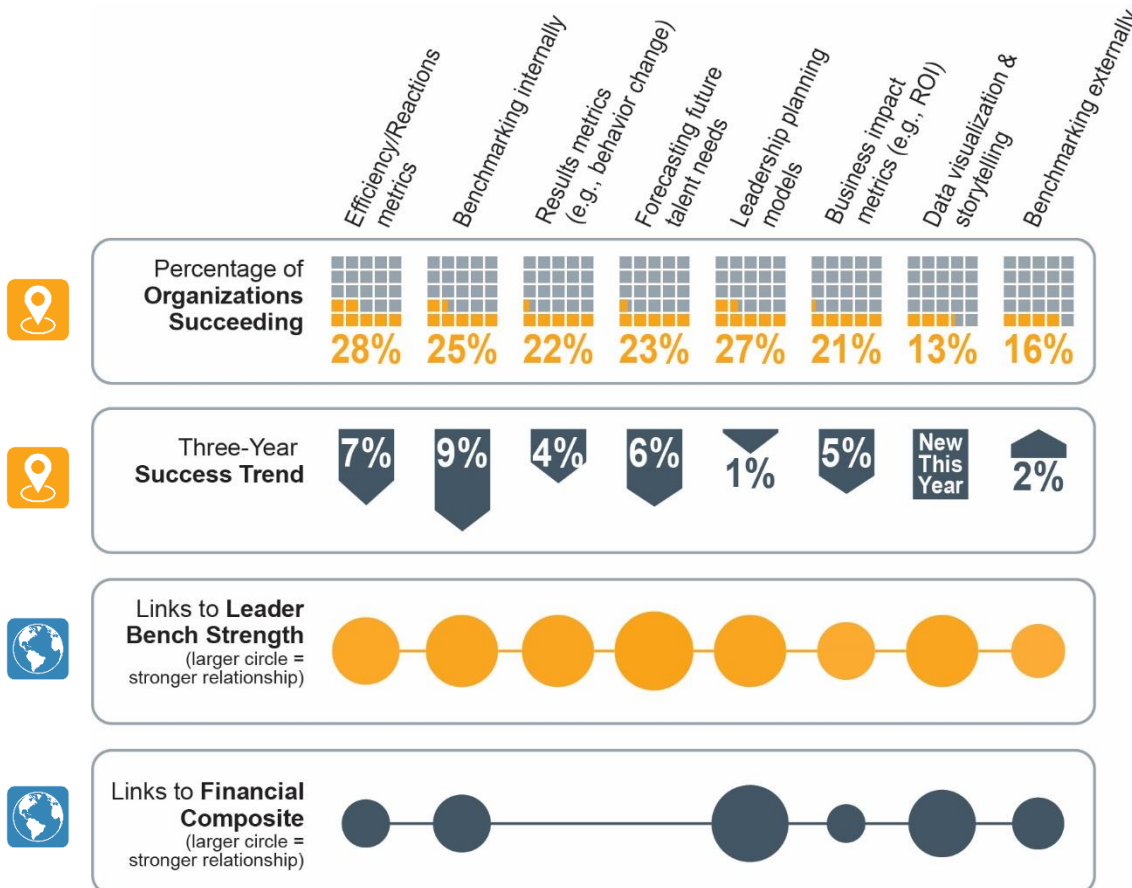 Efficiency/Reactions
metrics
Benchmarking internally
Results metrics
(e.g., behavior change)
Forecasting future
talent needs
Leadership planning
models
Business impact
metrics (e.g., ROI)
Data visualization &
storytelling
Benchmarking externally
Percentage of
Organizations
Succeeding
28% 25% 22% 23% 27% 21% 13% 16%
Three-Year
Success Trend
7% 9% 4% 6% 1% 5% New This Year 2%
Links to Leader
Bench Strength
(larger circle =
stronger relationship)
Links to Financial
Composite
(larger circle =
stronger relationship)